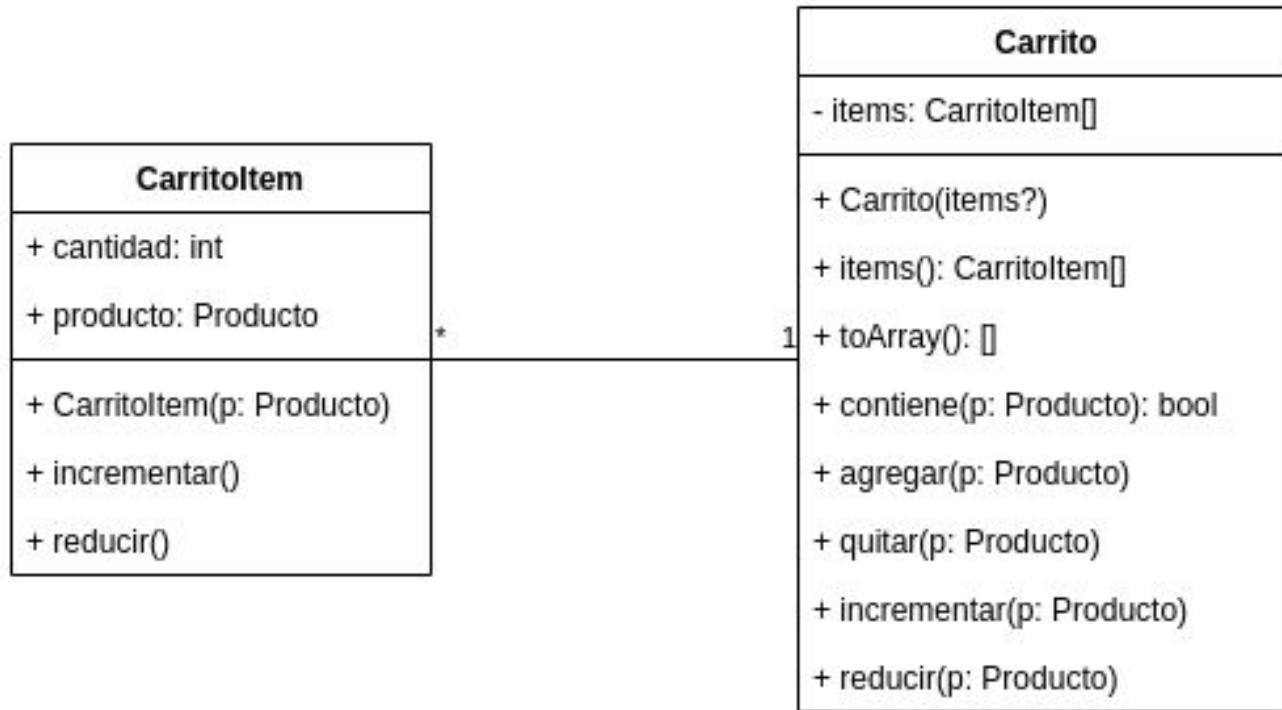 CarritoItem
+ cantidad: int
+ producto: Producto
+ CarritoItem(p: Producto)
+ incrementar()
+ reducir()
*
1
Carrito
- items: CarritoItem[]
+ Carrito(items?)
+ items(): CarritoItem[]
+ toArray(): []
+ contiene(p: Producto): bool
+ agregar(p: Producto)
+ quitar(p: Producto)
+ incrementar(p: Producto)
+ reducir(p: Producto)